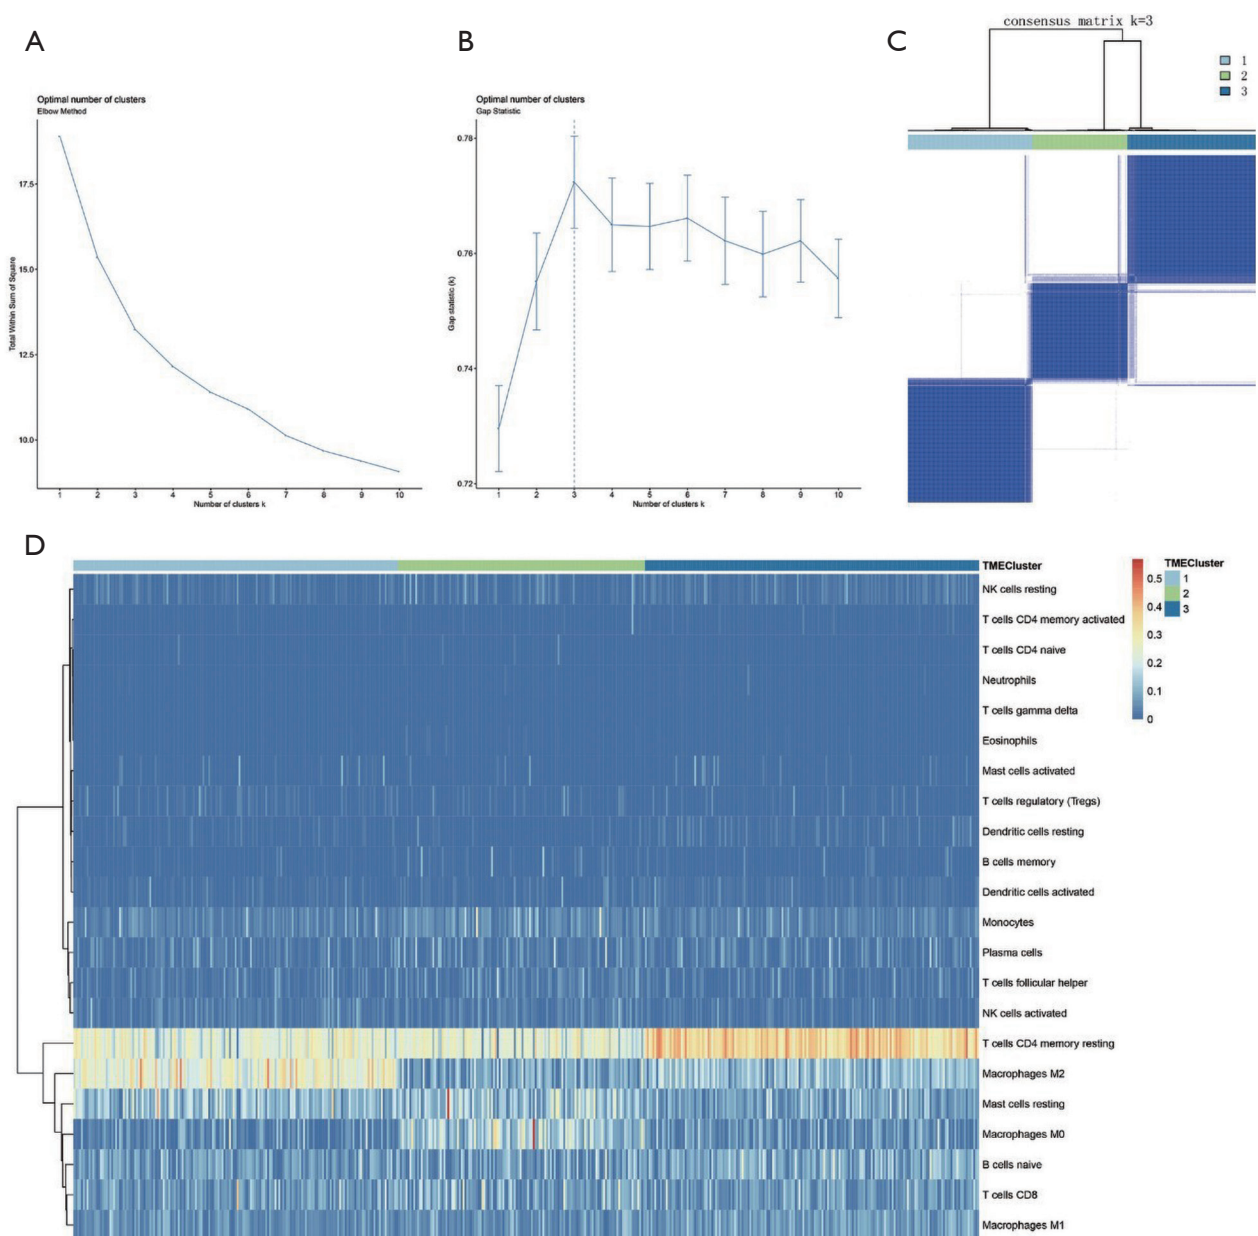 A
Optimal number of clusters
Elbow Method
Total Within Sum of Square
17.5
15.0
12.5
10.0
1 2 3 4 5 6 7 8 9 10
Number of clusters k
B
Optimal number of clusters
Gap Statistic
Gap statistic (k)
0.78
0.76
0.74
0.72
1 2 3 4 5 6 7 8 9 10
Number of clusters k
C
consensus matrix k=3
1
2
3
D
TMECluster
NK cells resting
T cells CD4 memory activated
T cells CD4 naive
Neutrophils
T cells gamma delta
Eosinophils
Mast cells activated
T cells regulatory (Tregs)
Dendritic cells resting
B cells memory
Dendritic cells activated
Monocytes
Plasma cells
T cells follicular helper
NK cells activated
T cells CD4 memory resting
Macrophages M2
Mast cells resting
Macrophages M0
B cells naive
T cells CD8
Macrophages M1
0.5
0.4
0.3
0.2
0.1
0
TMECluster
1
2
3